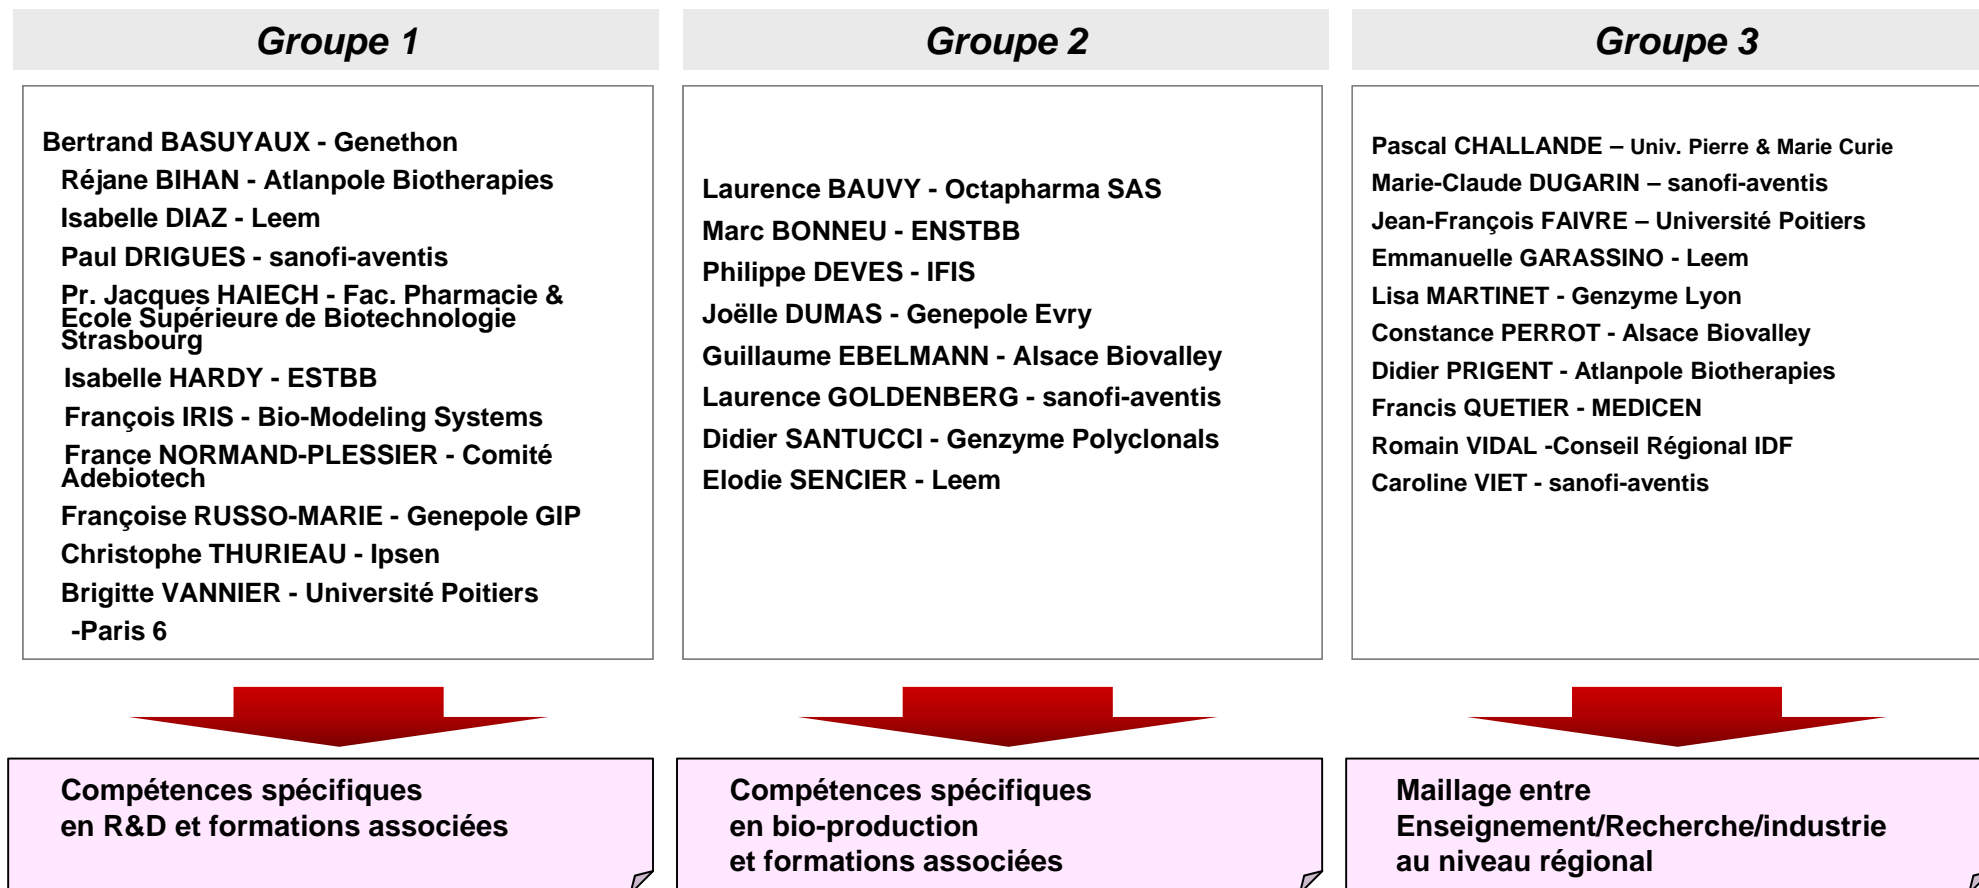 Groupe 1
Bertrand BASUYAUX - Genethon
Réjane BIHAN - Atlanpole Biotherapies
Isabelle DIAZ - Leem
Paul DRIGUES - sanofi-aventis
Pr. Jacques HAIECH - Fac. Pharmacie &
Ecole Supérieure de Biotechnologie
Strasbourg
Isabelle HARDY - ESTBB
François IRIS - Bio-Modeling Systems
France NORMAND-PLESSIER - Comité
Adebiotech
Françoise RUSSO-MARIE - Genepole GIP
Christophe THURIEAU - Ipsen
Brigitte VANNIER - Université Poitiers
-Paris 6
Compétences spécifiques
en R&D et formations associées
Groupe 2
Laurence BAUVY - Octapharma SAS
Marc BONNEU - ENSTBB
Philippe DEVES - IFIS
Joëlle DUMAS - Genepole Evry
Guillaume EBELMANN - Alsace Biovalley
Laurence GOLDENBERG - sanofi-aventis
Didier SANTUCCI - Genzyme Polyclonals
Elodie SENCIER - Leem
Compétences spécifiques
en bio-production
et formations associées
Groupe 3
Pascal CHALLANDE – Univ. Pierre & Marie Curie
Marie-Claude DUGARIN – sanofi-aventis
Jean-François FAIVRE – Université Poitiers
Emmanuelle GARASSINO - Leem
Lisa MARTINET - Genzyme Lyon
Constance PERROT - Alsace Biovalley
Didier PRIGENT - Atlanpole Biotherapies
Francis QUETIER - MEDICEN
Romain VIDAL -Conseil Régional IDF
Caroline VIET - sanofi-aventis
Maillage entre
Enseignement/Recherche/industrie
au niveau régional